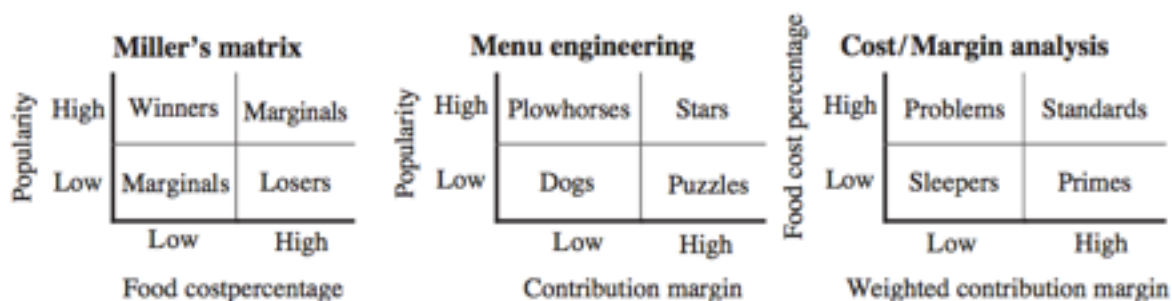 Miller's matrix
Popularity
High
Winners
Marginals
Low
Marginals
Losers
Low
High
Food costpercentage
Menu engineering
Popularity
High
Plowhorses
Stars
Low
Dogs
Puzzles
Low
High
Contribution margin
Cost/Margin analysis
Food cost percentage
High
Problems
Standards
Low
Sleepers
Primes
Low
High
Weighted contribution margin